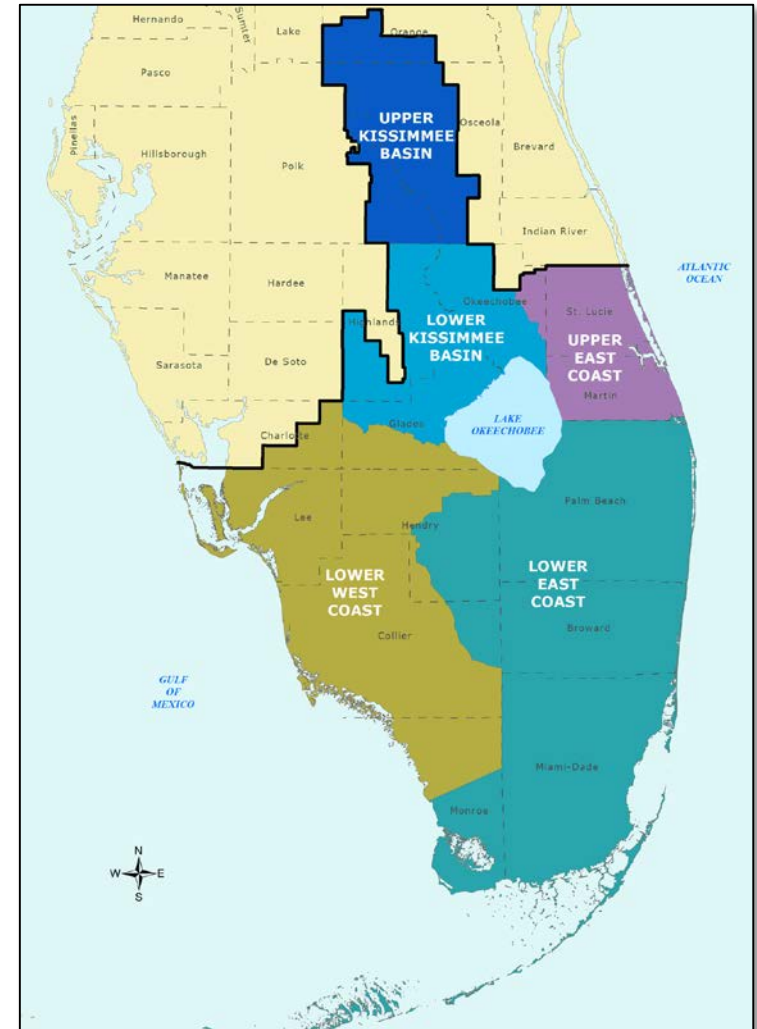 Hernando
Sumter
Lake
Orange
Pasco
UPPER
KISSIMMEE
BASIN
Osceola
Pinellas
Hillsborough
Polk
Brevard
Indian River
ATLANTIC
OCEAN
Manatee
Hardee
Okeechobee
Highlands
St. Lucie
LOWER
KISSIMMEE
BASIN
UPPER
EAST
COAST
Sarasota
De Soto
Martin
LAKE
OKEECHOBEE
Glades
Charlotte
Palm Beach
Lee
Hendry
LOWER
WEST
COAST
LOWER
EAST
COAST
Collier
Broward
GULF
OF
MEXICO
Miami-Dade
Monroe
N
W E
S